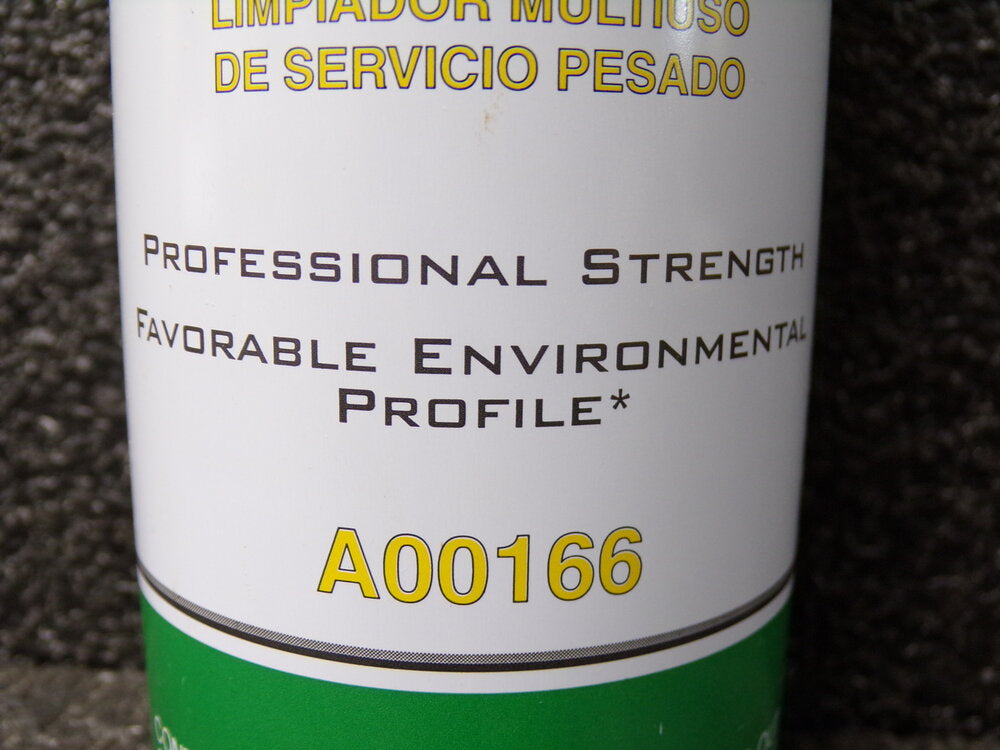 LIMPIADOR MULTIUSO
DE SERVICIO PESADO
PROFESSIONAL STRENGTH
FAVORABLE ENVIRONMENTAL
PROFILE*
A00166